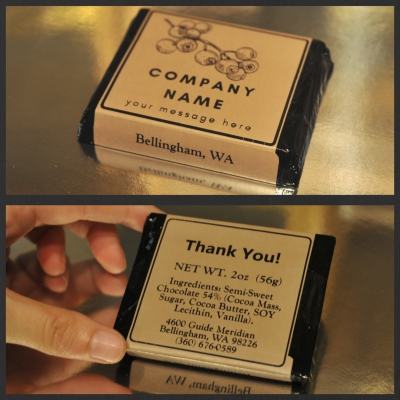 COMPANY
NAME
your message here
Bellingham, WA
Thank You!
NET WT. 2oz (56g)
Ingredients: Semi-Sweet
Chocolate 54% (Cocoa Mass,
Sugar, Cocoa Butter, SOY
Lecithin, Vanilla).
4600 Guide Meridian
Bellingham, WA 98226
(360) 676-0589